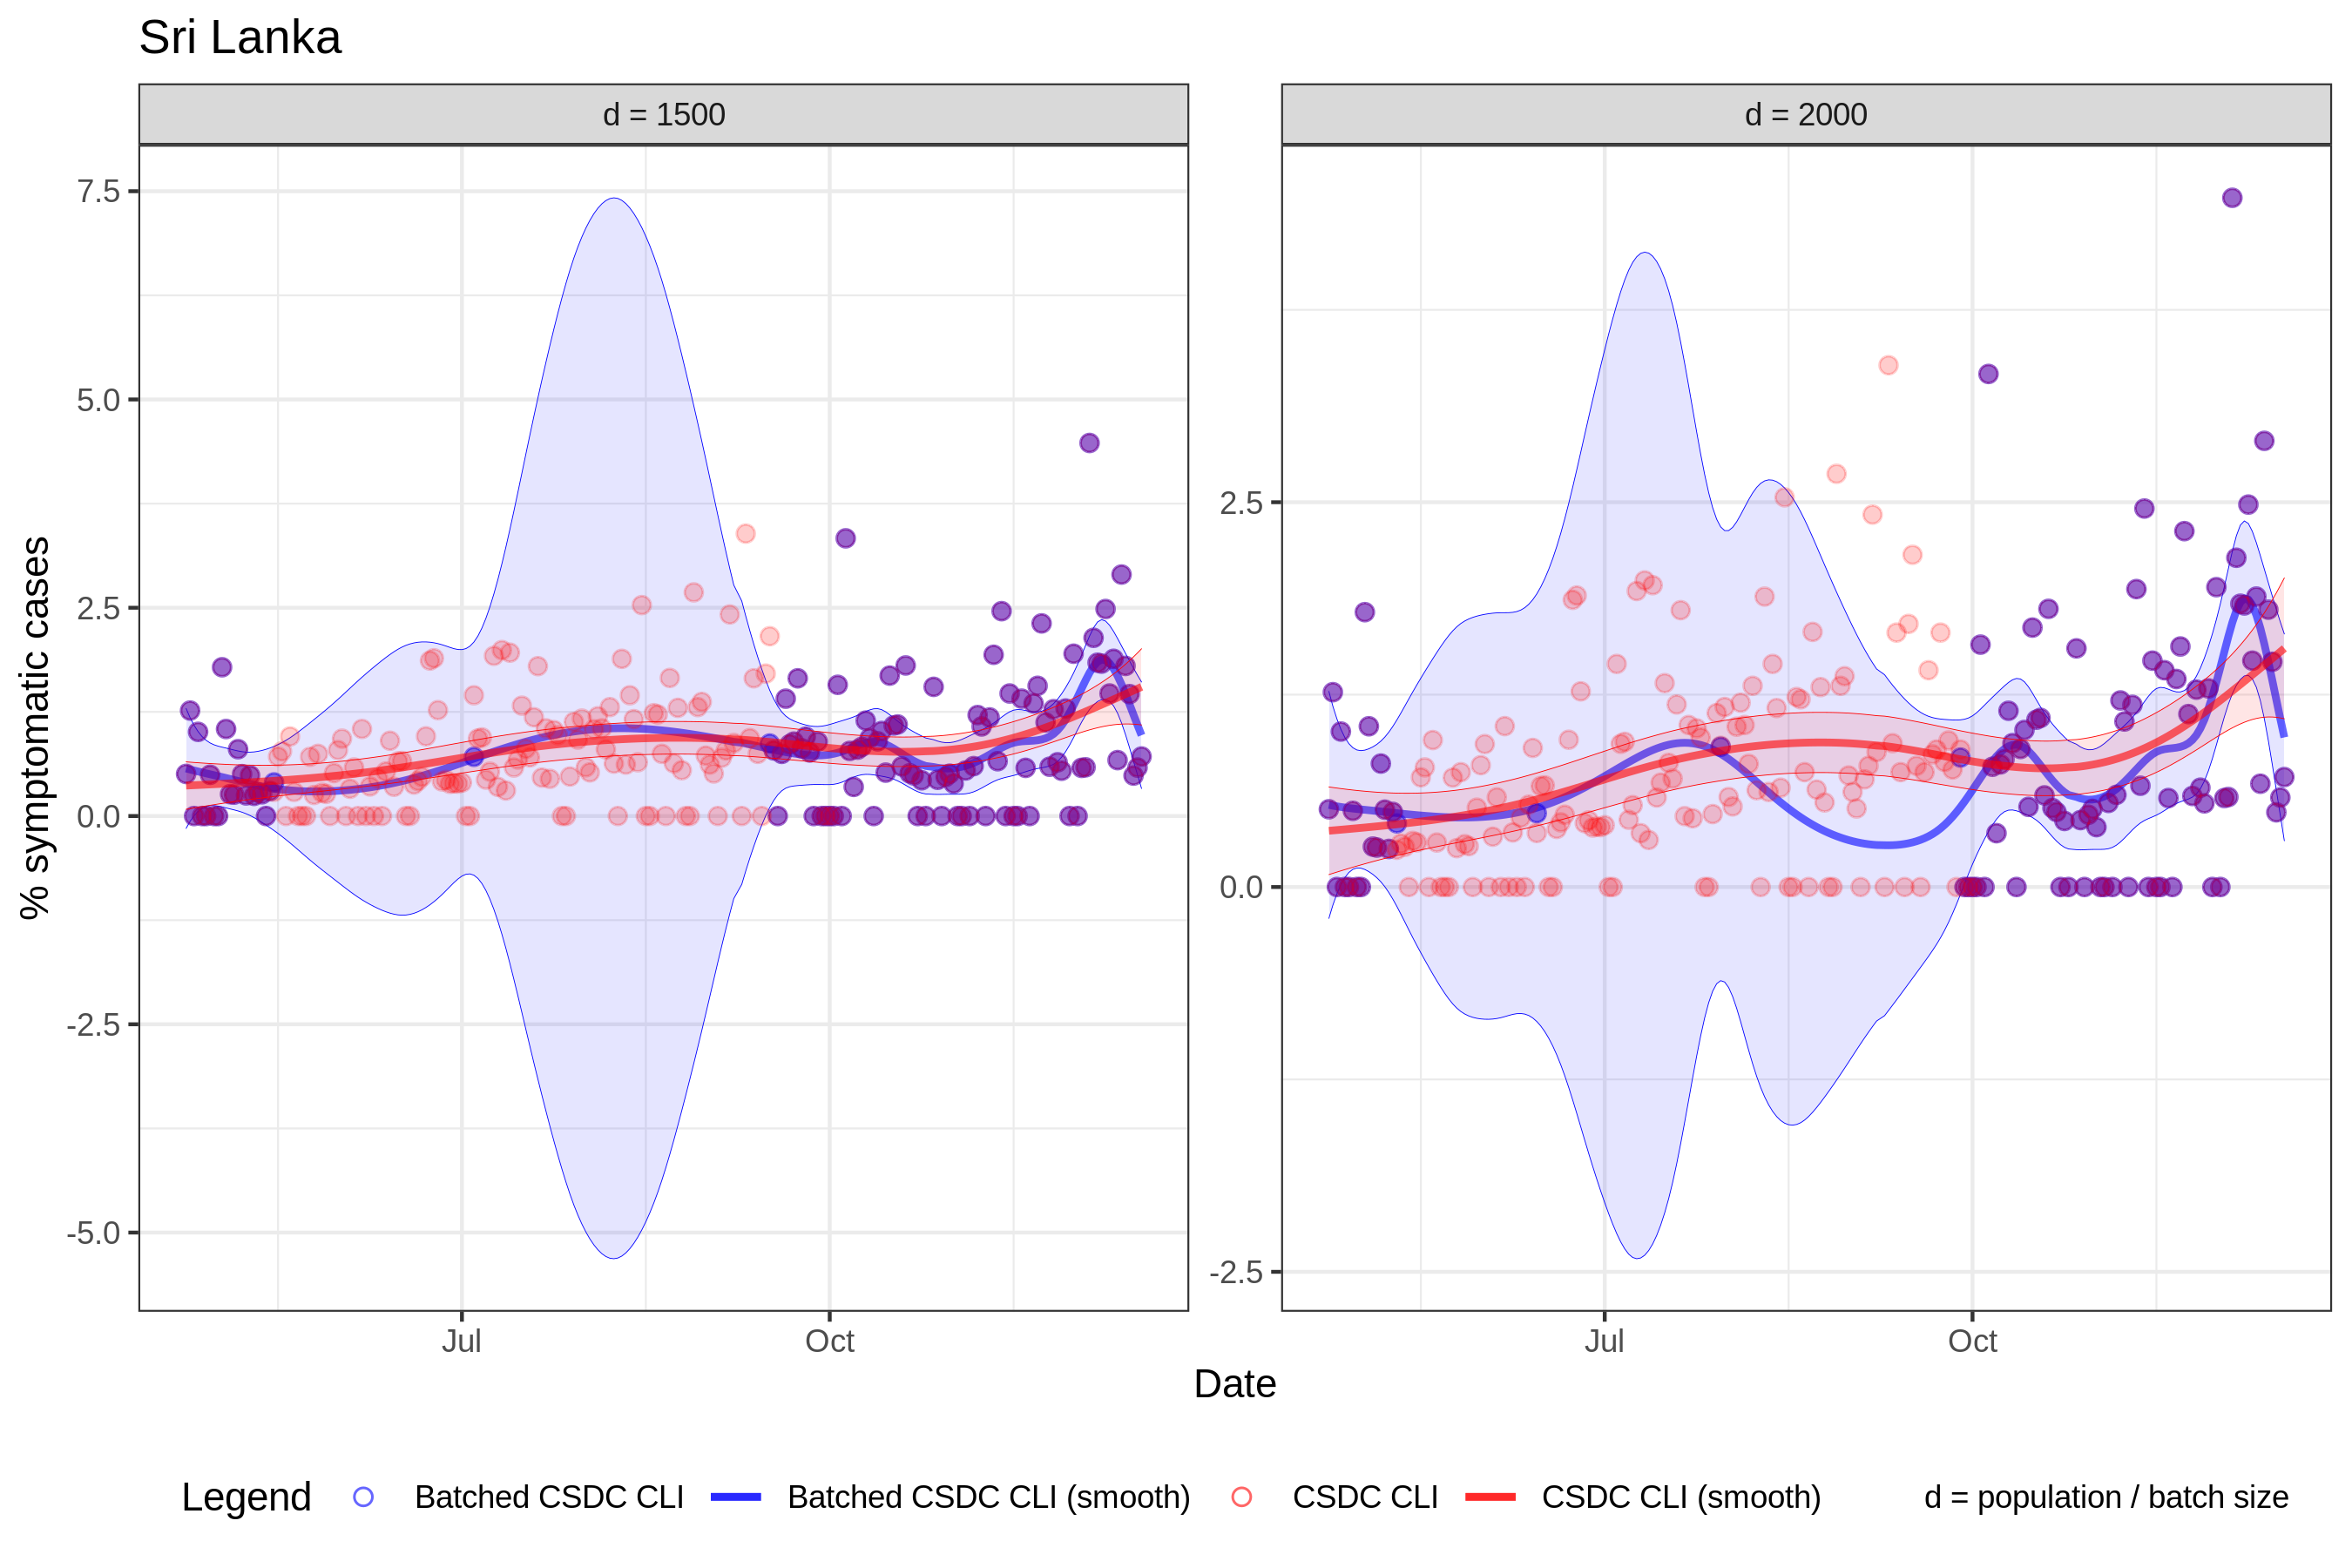 Sri Lanka
d = 1500
d = 2000
% symptomatic cases
7.5
5.0
2.5
0.0
-2.5
-5.0
2.5
0.0
-2.5
Jul
Oct
Jul
Oct
Date
Legend
Batched CSDC CLI
Batched CSDC CLI (smooth)
CSDC CLI
CSDC CLI (smooth)
d = population / batch size